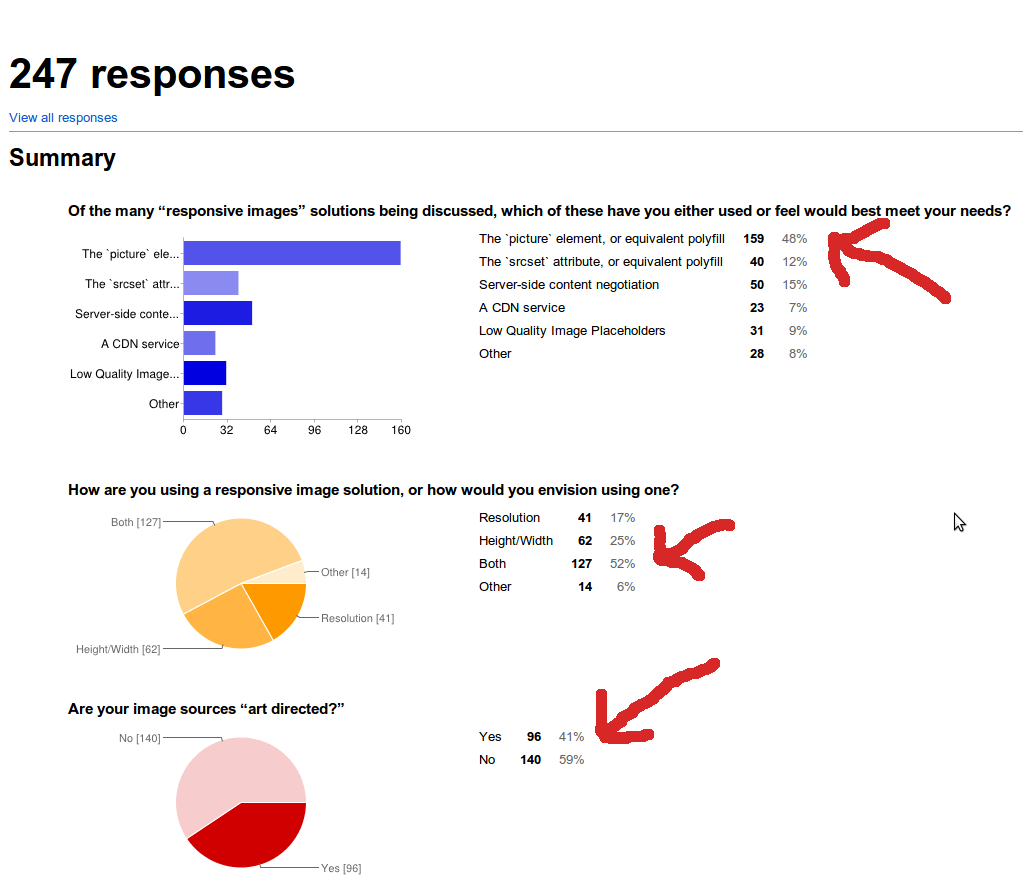 247 responses
View all responses
Summary
Of the many “responsive images” solutions being discussed, which of these have you either used or feel would best meet your needs?
The `picture` ele...
The `srcset` attr...
Server-side conte...
A CDN service
Low Quality Image...
Other
0 32 64 96 128 160
The `picture` element, or equivalent polyfill 159 48%
The `srcset` attribute, or equivalent polyfill 40 12%
Server-side content negotiation 50 15%
A CDN service 23 7%
Low Quality Image Placeholders 31 9%
Other 28 8%
How are you using a responsive image solution, or how would you envision using one?
Both [127]
Other [14]
Resolution [41]
Height/Width [62]
Resolution 41 17%
Height/Width 62 25%
Both 127 52%
Other 14 6%
Are your image sources “art directed?”
No [140]
Yes [96]
Yes 96 41%
No 140 59%